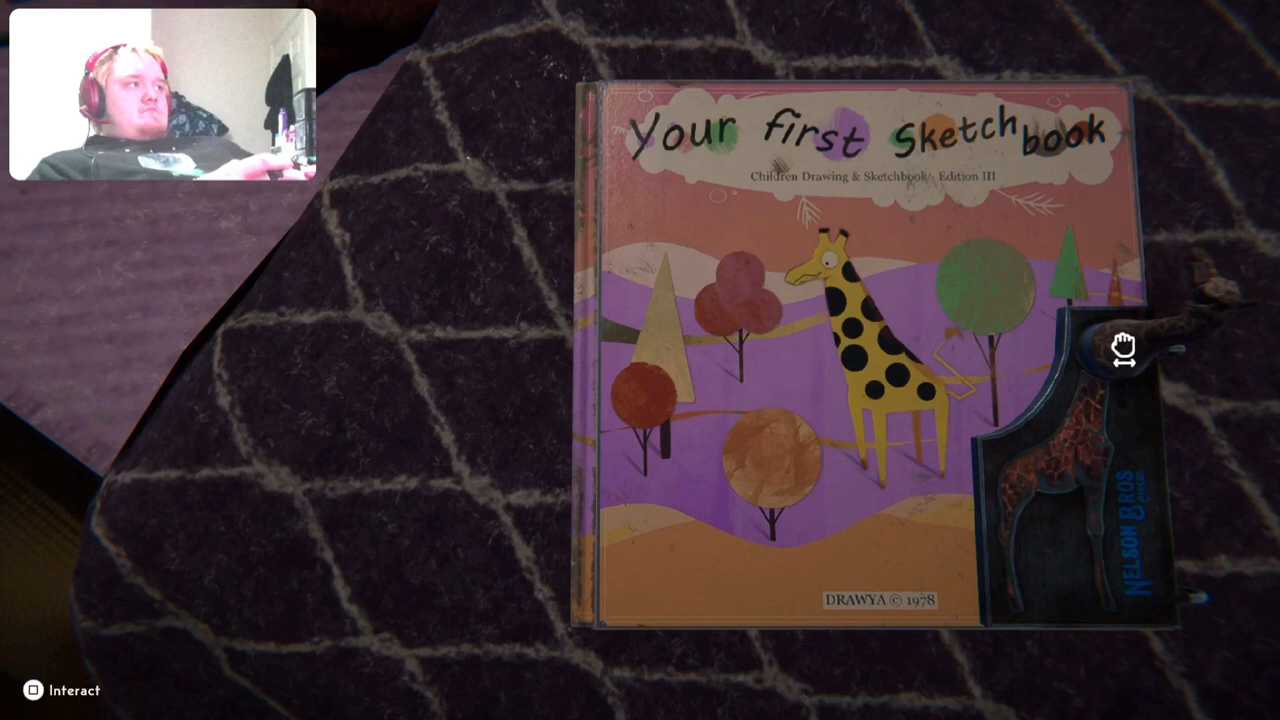 Your first Sketchbook
Children Drawing & Sketchbook - Edition III
NELSON BROS
DRAWYA © 1978
Interact